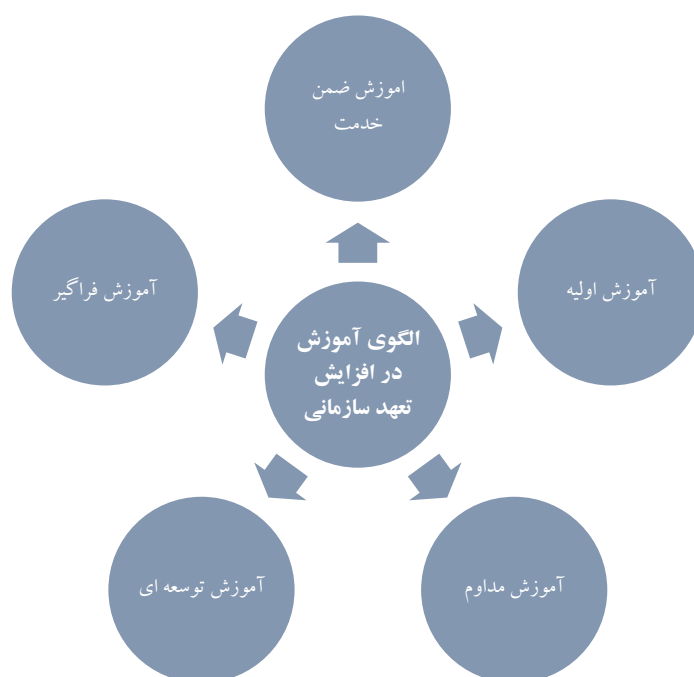 اموزش ضمن
خدمت
آموزش اولیه
آموزش فراگیر
الگوی آموزش
در افزایش
تعهد سازمانی
آموزش مداوم
آموزش توسعه ای